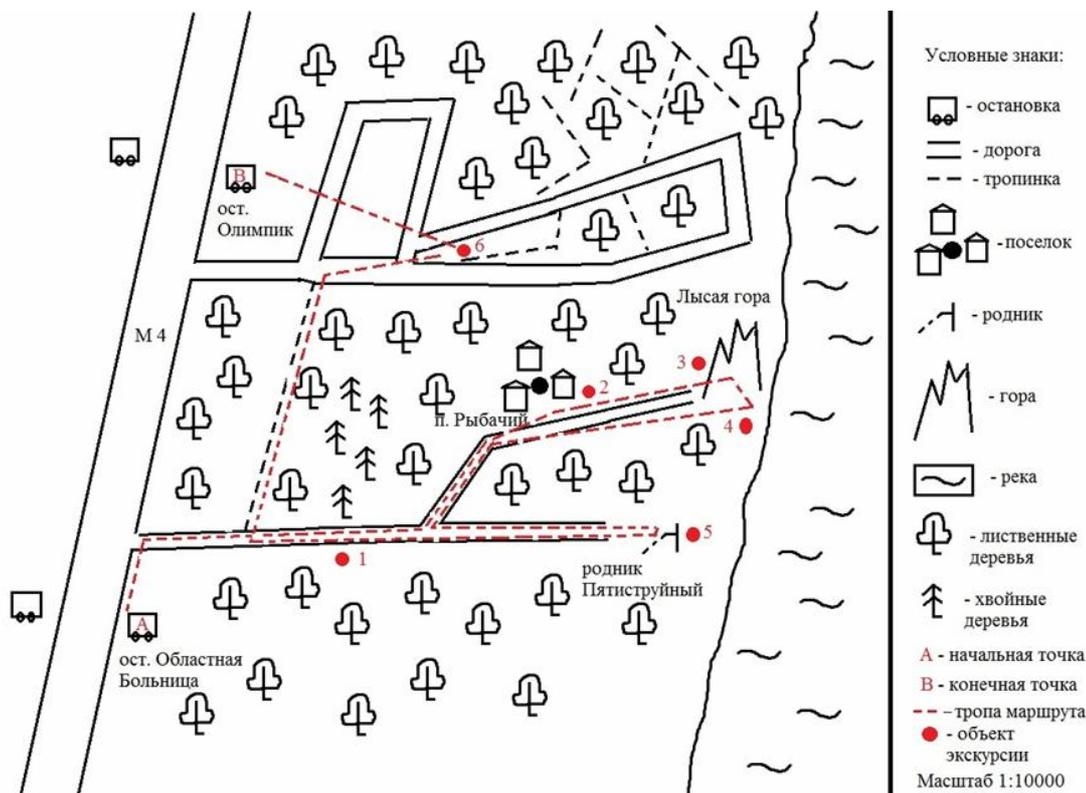 В
ост.
Олимпик
6
М 4
Лысая гора
3
2
п. Рыбачий
4
5
1
родник
Пятиструйный
А
ост. Областная
Больница
Условные знаки:
- остановка
- дорога
- тропинка
- поселок
- родник
- гора
- река
- лиственные
деревья
- хвойные
деревья
А - начальная точка
В - конечная точка
- тропа маршрута
- объект
экскурсии
Масштаб 1:10000